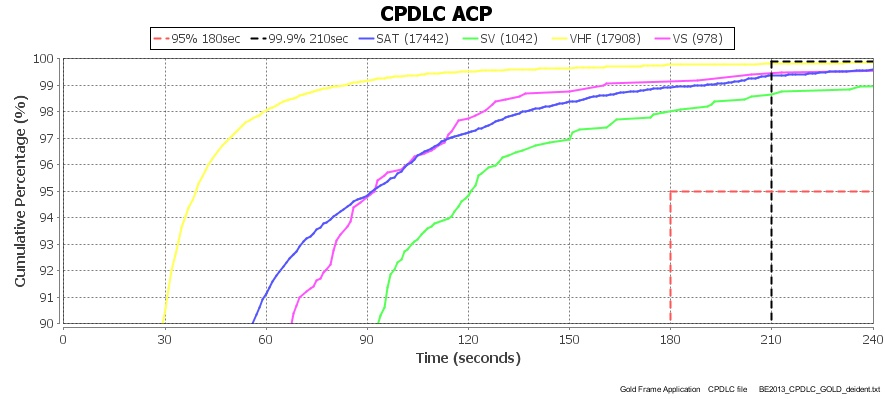 CPDLC ACP
95% 180sec 99.9% 210sec SAT (17442) SV (1042) VHF (17908) VS (978)
Cumulative Percentage (%)
100
99
98
97
96
95
94
93
92
91
90
0 30 60 90 120 150 180 210 240
Time (seconds)
Gold Frame Application CPDLC file BE2013_CPDLC_GOLD_deident.txt